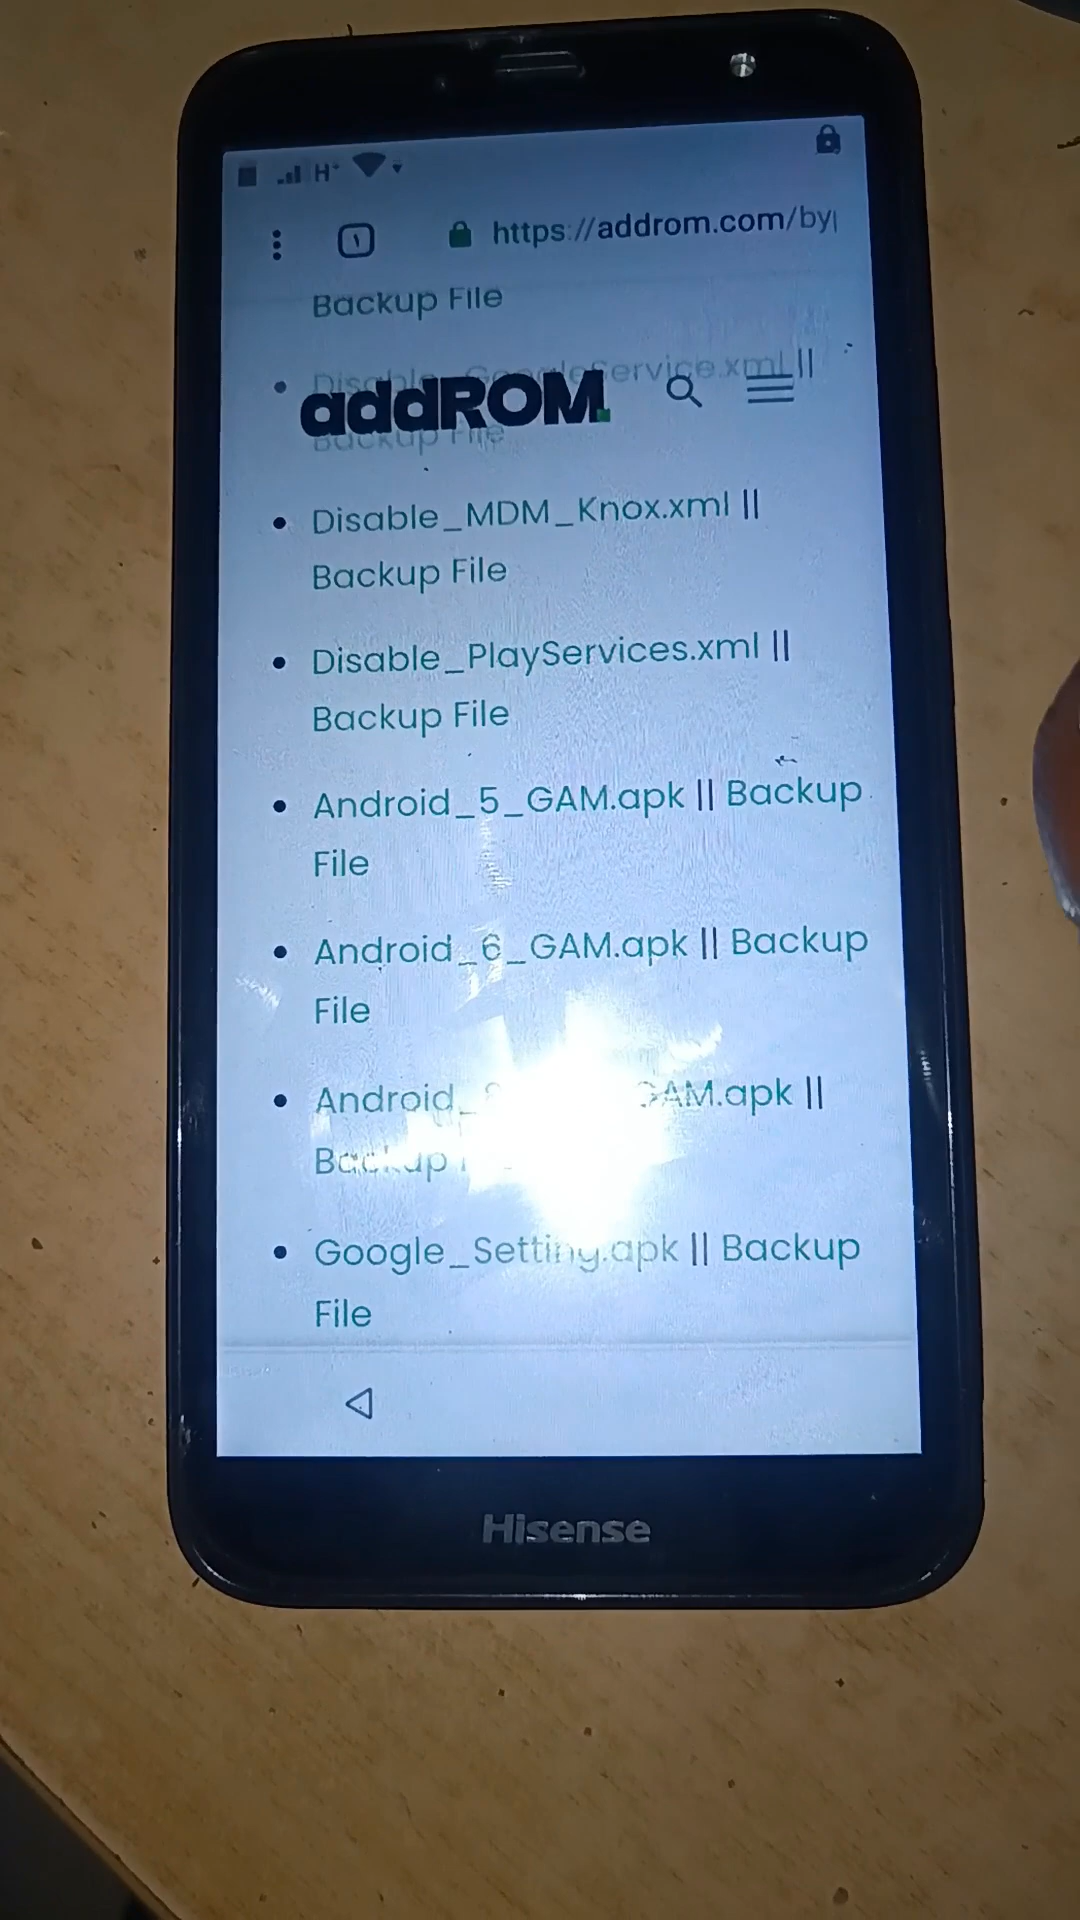 H+
۱ https://addrom.com/by
Backup File
Disable_GoogleService.xml ||
addROM.
Backup File
Disable_MDM_Knox.xml ||
Backup File
Disable_PlayServices.xml ||
Backup File
Android_5_GAM.apk || Backup
File
Android_6_GAM.apk || Backup
File
Android_ GAM.apk ||
Backup
Google_Setting.apk || Backup
File
Hisense